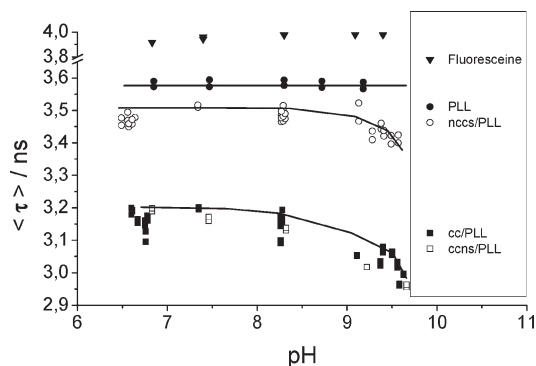 4,0
3,8
3,6
3,5
3,4
3,3
3,2
3,1
3,0
2,9
< τ > / ns
6
7
8
9
10
11
pH
Fluoresceine
PLL
nccs/PLL
cc/PLL
ccns/PLL